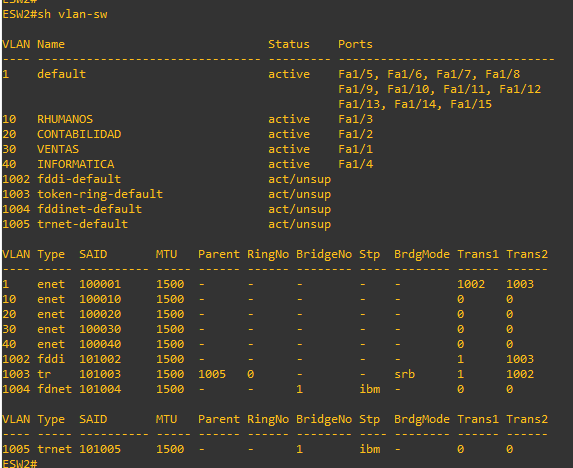 ESW2#
ESW2#sh vlan-sw
VLAN Name                             Status    Ports
---- -------------------------------- --------- -------------------------------
1    default                          active    Fa1/5, Fa1/6, Fa1/7, Fa1/8
                                                Fa1/9, Fa1/10, Fa1/11, Fa1/12
                                                Fa1/13, Fa1/14, Fa1/15
10   RHUMANOS                         active    Fa1/3
20   CONTABILIDAD                     active    Fa1/2
30   VENTAS                           active    Fa1/1
40   INFORMATICA                      active    Fa1/4
1002 fddi-default                     act/unsup
1003 token-ring-default               act/unsup
1004 fddinet-default                  act/unsup
1005 trnet-default                    act/unsup
VLAN Type  SAID       MTU   Parent RingNo BridgeNo Stp  BrdgMode Trans1 Trans2
---- ----- ---------- ----- ------ ------ -------- ---- -------- ------ ------
1    enet  100001     1500  -      -      -        -    -        1002   1003
10   enet  100010     1500  -      -      -        -    -        0      0
20   enet  100020     1500  -      -      -        -    -        0      0
30   enet  100030     1500  -      -      -        -    -        0      0
40   enet  100040     1500  -      -      -        -    -        0      0
1002 fddi  101002     1500  -      -      -        -    -        1      1003
1003 tr    101003     1500  1005   0      -        -    srb      1      1002
1004 fdnet 101004     1500  -      -      1        ibm  -        0      0
VLAN Type  SAID       MTU   Parent RingNo BridgeNo Stp  BrdgMode Trans1 Trans2
---- ----- ---------- ----- ------ ------ -------- ---- -------- ------ ------
1005 trnet 101005     1500  -      -      1        ibm  -        0      0
ESW2#